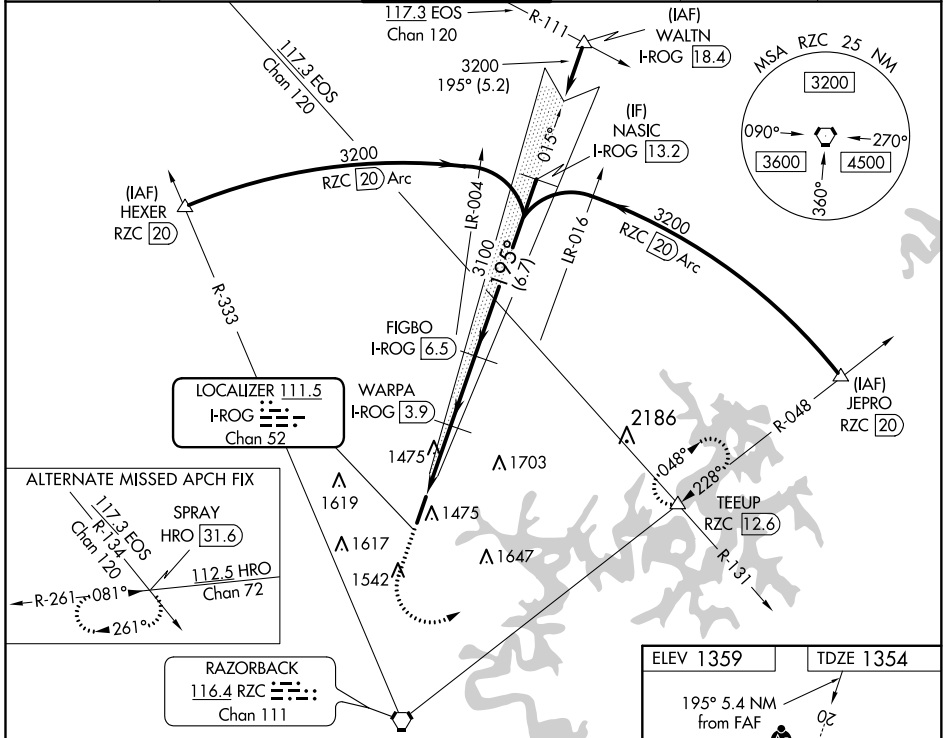 117.3 EOS
Chan 120
R-111
(IAF)
WALTN
I-ROG 18.4
3200
195° (5.2)
MSA RZC 25 NM
3200
090°
270°
3600
4500
360°
117.3 EOS
Chan 120
(IF)
NASIC
I-ROG 13.2
015°
3200
RZC 20 Arc
LR-004
(IAF)
HEXER
RZC 20
3100
195°
(6.7)
LR-016
3200
RZC 20 Arc
R-333
FIGBO
I-ROG 6.5
(IAF)
JEPRO
RZC 20
R-048
LOCALIZER 111.5
I-ROG
Chan 52
WARPA
I-ROG 3.9
2186
1475
1703
048°
228°
1619
1475
TEEUP
RZC 12.6
R-131
1617
1647
1542
ALTERNATE MISSED APCH FIX
117.3 EOS
R-134
Chan 120
SPRAY
HRO 31.6
112.5 HRO
Chan 72
R-261
081°
261°
RAZORBACK
116.4 RZC
Chan 111
ELEV 1359
TDZE 1354
195° 5.4 NM
from FAF
20